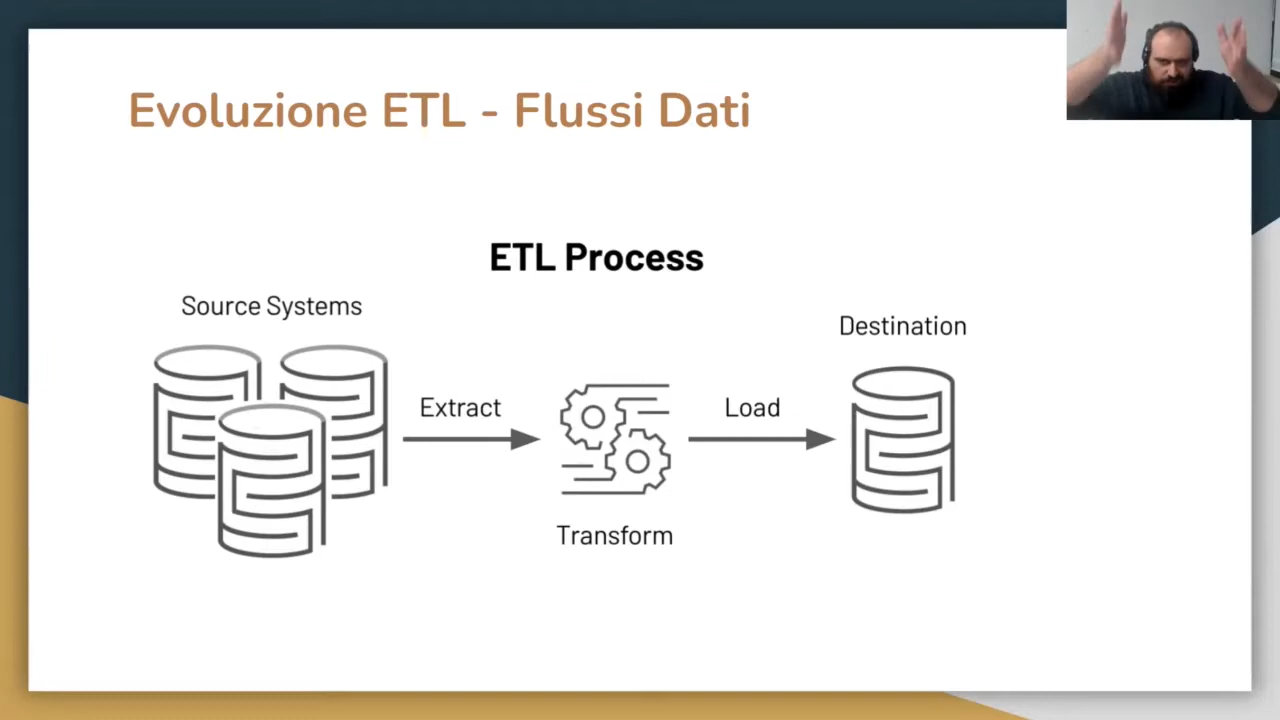 Evoluzione ETL - Flussi Dati
ETL Process
Source Systems
Destination
Extract
Load
Transform